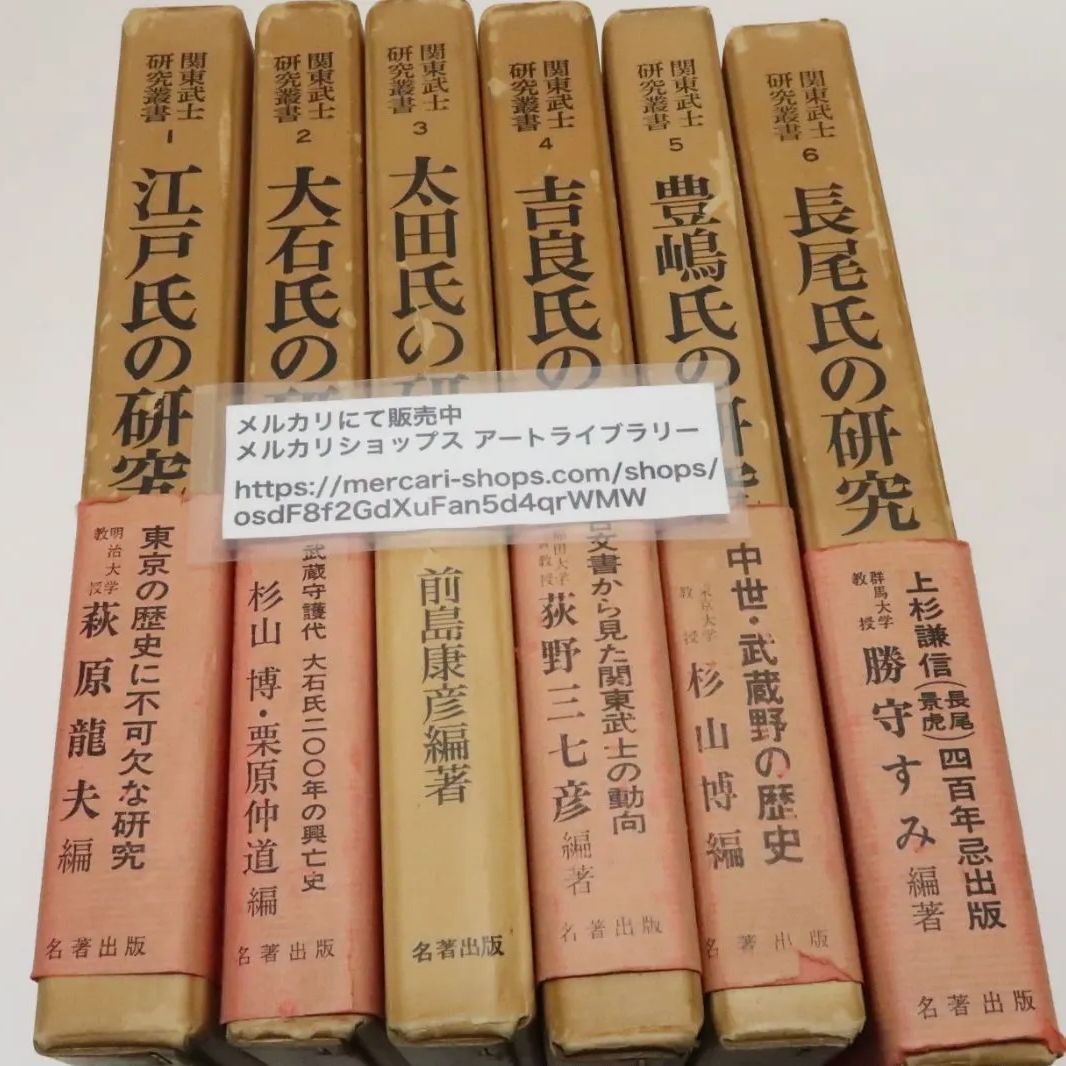 関東武士
研究叢書
1
江戸氏の研究
東京の歴史に不可欠な研究
明治大学
教授
萩原龍夫編
名著出版
関東武士
研究叢書
2
大石氏の研
武蔵守護代 大石氏二〇〇年の興亡史
杉山 博・栗原仲道編
名著出版
関東武士
研究叢書
3
太田氏の研
前島康彦編著
名著出版
関東武士
研究叢書
4
吉良氏の
古文書から見た関東武士の動向
教授
荻野三七彦編著
名著出版
関東武士
研究叢書
5
豊嶋氏の研究
中世・武蔵野の歴史
東京大学
教授
杉山博編
名著出版
関東武士
研究叢書
6
長尾氏の研究
上杉謙信(長尾景虎)四百年忌出版
群馬大学
教授
勝守すみ編著
名著出版
メルカリにて販売中
メルカリショップス アートライブラリー
https://mercari-shops.com/shops/
osdF8f2GdXuFan5d4qrWMW